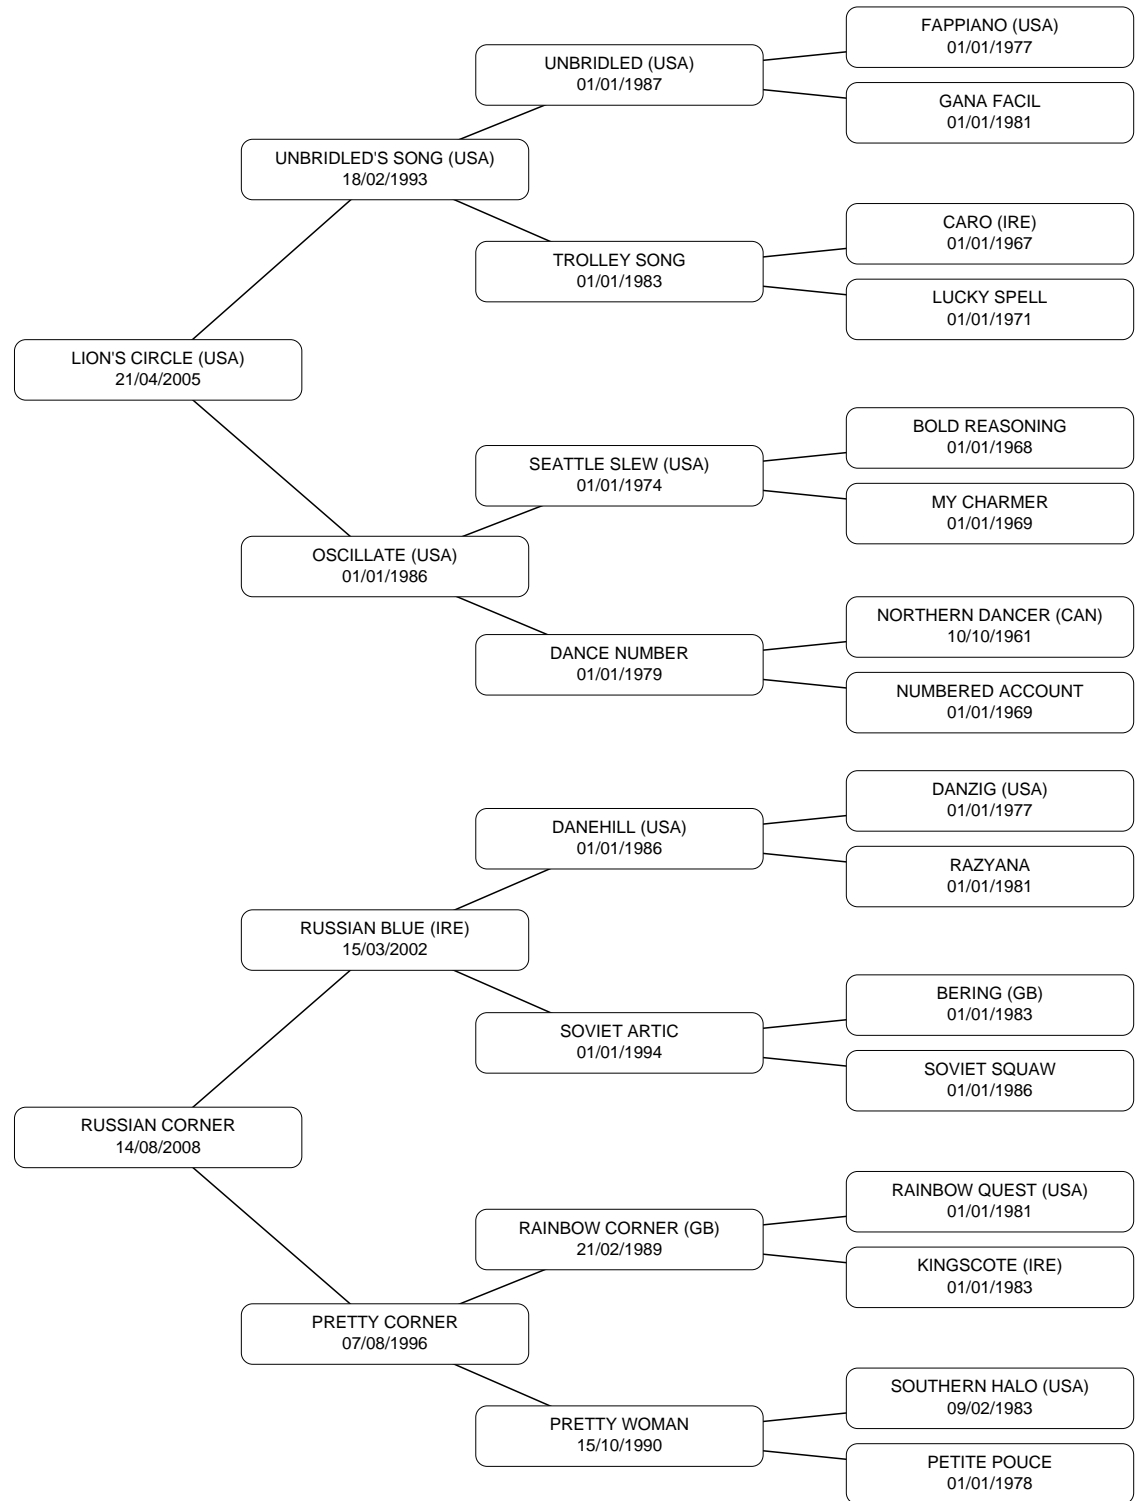 FAPPIANO (USA)
01/01/1977
UNBRIDLED (USA)
01/01/1987
GANA FACIL
01/01/1981
UNBRIDLED'S SONG (USA)
18/02/1993
CARO (IRE)
01/01/1967
TROLLEY SONG
01/01/1983
LUCKY SPELL
01/01/1971
LION'S CIRCLE (USA)
21/04/2005
BOLD REASONING
01/01/1968
SEATTLE SLEW (USA)
01/01/1974
MY CHARMER
01/01/1969
OSCILLATE (USA)
01/01/1986
NORTHERN DANCER (CAN)
10/10/1961
DANCE NUMBER
01/01/1979
NUMBERED ACCOUNT
01/01/1969
DANZIG (USA)
01/01/1977
DANEHILL (USA)
01/01/1986
RAZYANA
01/01/1981
RUSSIAN BLUE (IRE)
15/03/2002
BERING (GB)
01/01/1983
SOVIET ARTIC
01/01/1994
SOVIET SQUAW
01/01/1986
RUSSIAN CORNER
14/08/2008
RAINBOW QUEST (USA)
01/01/1981
RAINBOW CORNER (GB)
21/02/1989
KINGSCOTE (IRE)
01/01/1983
PRETTY CORNER
07/08/1996
SOUTHERN HALO (USA)
09/02/1983
PRETTY WOMAN
15/10/1990
PETITE POUCE
01/01/1978